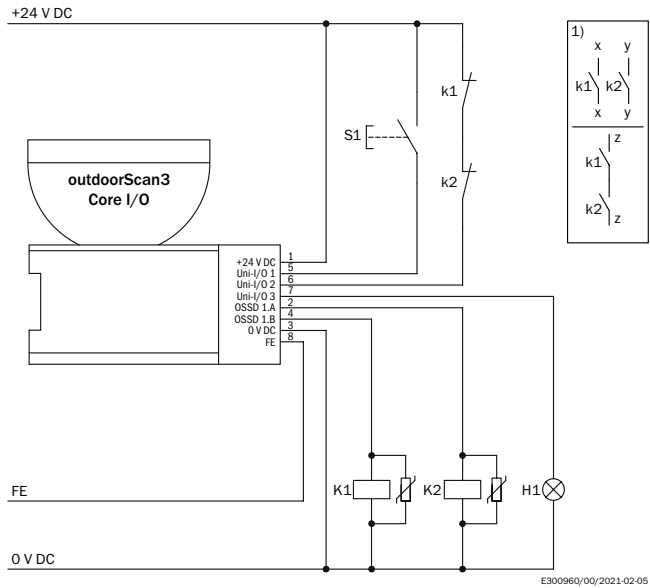 +24 V DC
1)
x y
k1 k2
x y
z
k1
k2
z
k1
S1
k2
outdoorScan3
Core I/O
+24 V DC 1
Uni-I/O 1 5
Uni-I/O 2 6
Uni-I/O 3 7
OSSD 1.A 2
OSSD 1.B 4
0 V DC 3
FE 8
K1 K2 H1
FE
0 V DC
E300960/00/2021-02-05